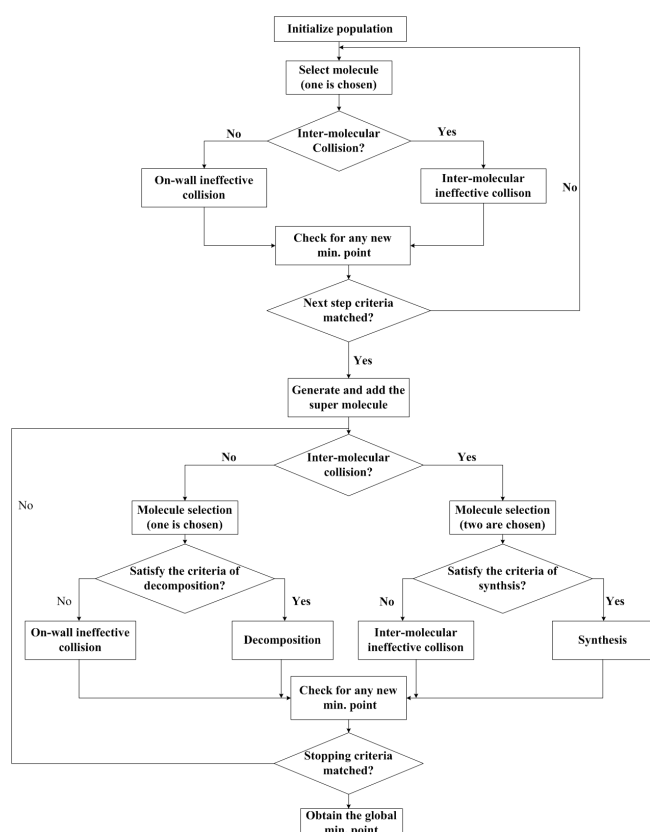 Initialize population
Select molecule
(one is chosen)
No
Inter-molecular
Collision?
Yes
On-wall ineffective
collision
Inter-molecular
ineffective collison
No
Check for any new
min. point
Next step criteria
matched?
Yes
Generate and add the
super molecule
No
Inter-molecular
collision?
Yes
No
Molecule selection
(one is chosen)
Molecule selection
(two are chosen)
Satisfy the criteria of
decomposition?
Satisfy the criteria of
synthsis?
No
Yes
No
Yes
On-wall ineffective
collision
Decomposition
Inter-molecular
ineffective collison
Synthesis
Check for any new
min. point
Stopping criteria
matched?
Obtain the global
min. point